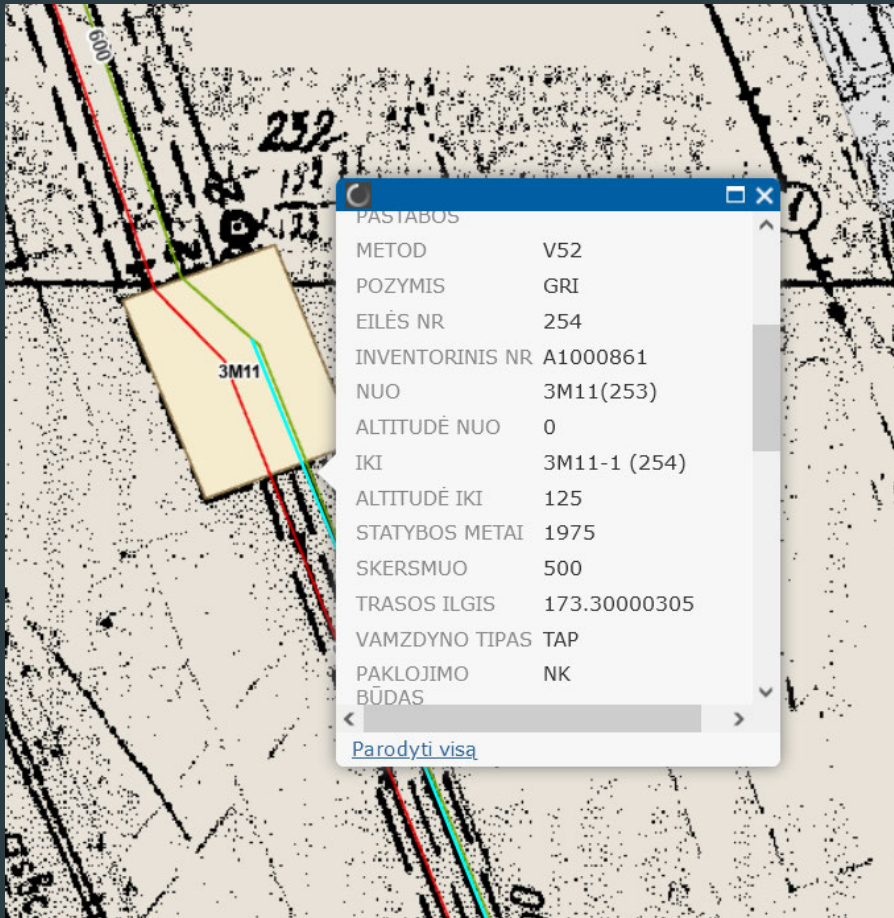 600
232
3M11
1
PASTABOS
METOD V52
POZYMIS GRI
EILĖS NR 254
INVENTORINIS NR A1000861
NUO 3M11(253)
ALTITUDĖ NUO 0
IKI 3M11-1 (254)
ALTITUDĖ IKI 125
STATYBOS METAI 1975
SKERSMUO 500
TRASOS ILGIS 173.30000305
VAMZDYNO TIPAS TAP
PAKLOJIMO NK
BŪDAS
Parodyti visą